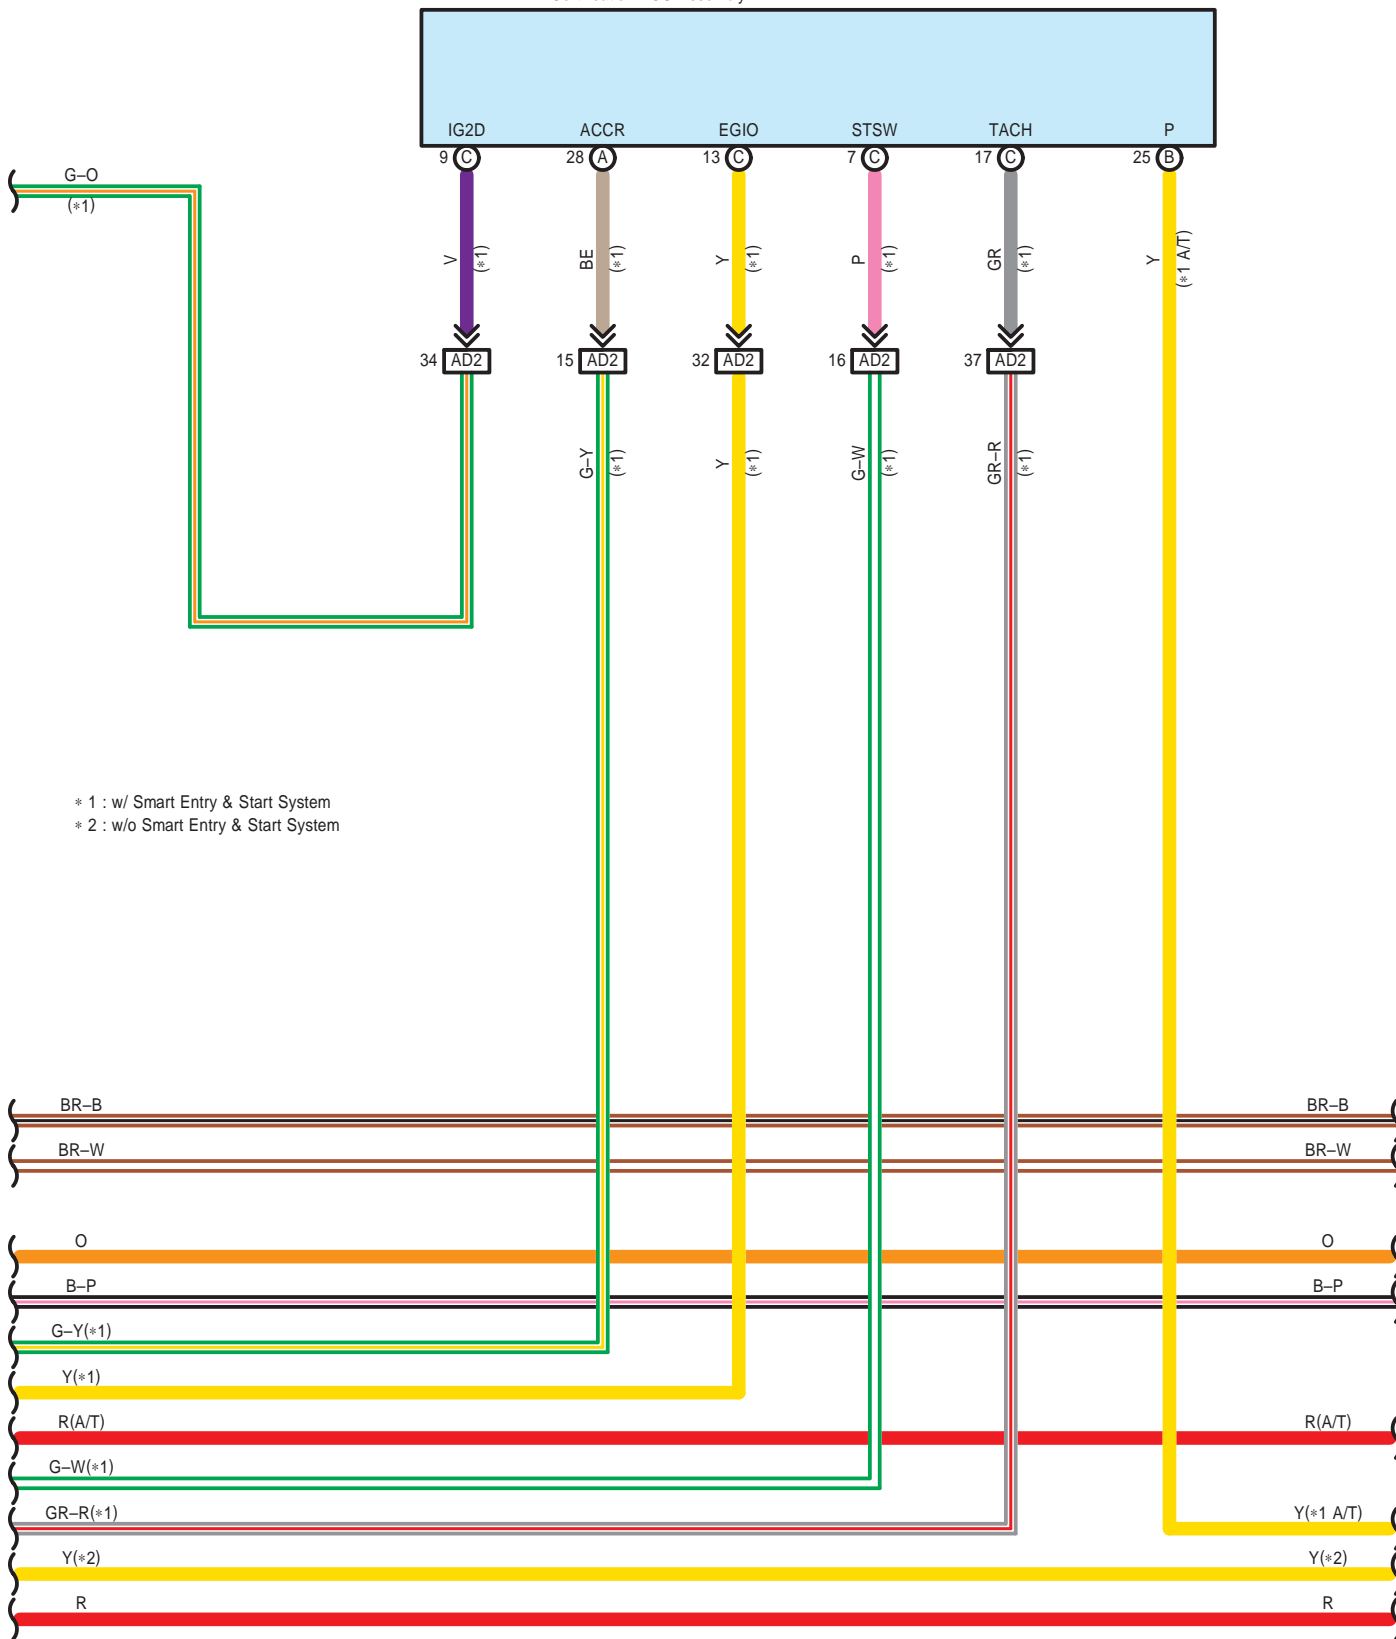 IG2D ACCR EGIO STSW TACH P
9 C 28 A 13 C 7 C 17 C 25 B
G–O
(*1)
V (*1) BE (*1) Y (*1) P (*1) GR (*1) Y (*1 A/T)
34 AD2 15 AD2 32 AD2 16 AD2 37 AD2
G–Y (*1) Y (*1) G–W (*1) GR–R (*1)
* 1 : w/ Smart Entry & Start System
* 2 : w/o Smart Entry & Start System
BR–B BR–B
BR–W BR–W
O O
B–P B–P
G–Y(*1)
Y(*1)
R(A/T) R(A/T)
G–W(*1)
GR–R(*1) Y(*1 A/T)
Y(*2) Y(*2)
R R